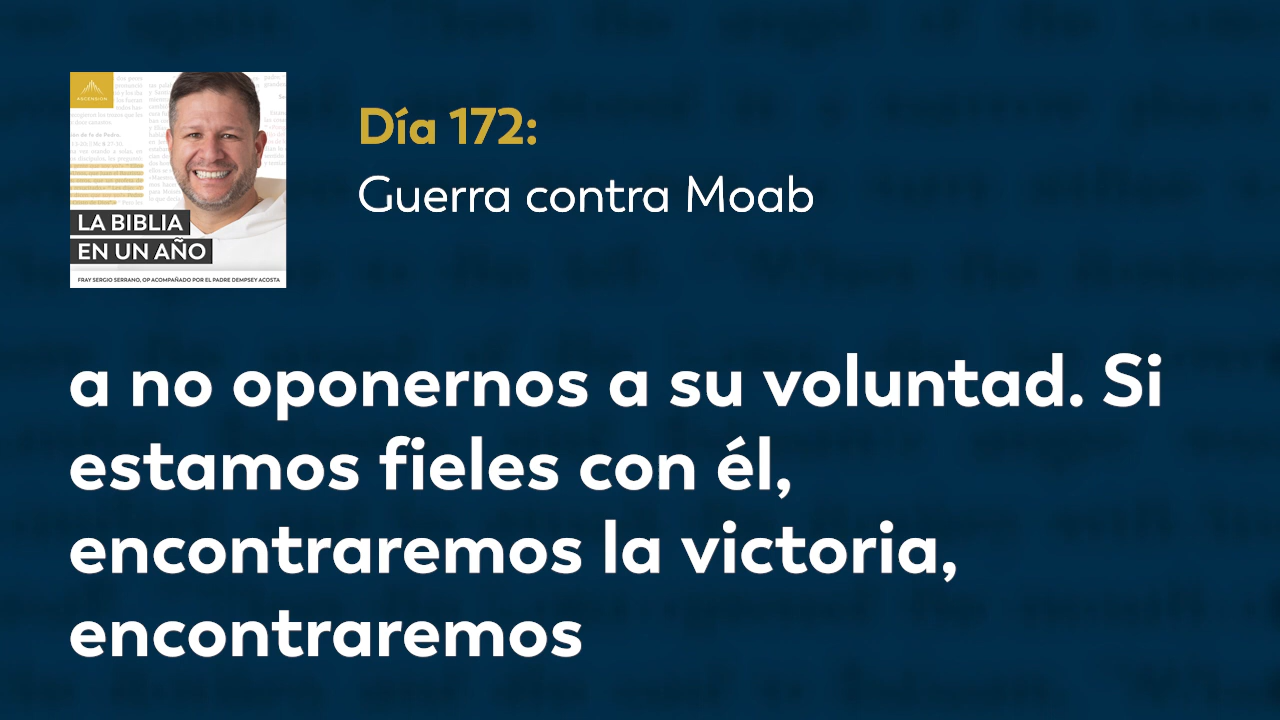 ASCENSION
LA BIBLIA
EN UN AÑO
FRAY SERGIO SERRANO, OP ACOMPAÑADO POR EL PADRE DEMPSEY ACOSTA
Día 172:
Guerra contra Moab
a no oponernos a su voluntad. Si
estamos fieles con él,
encontraremos la victoria,
encontraremos